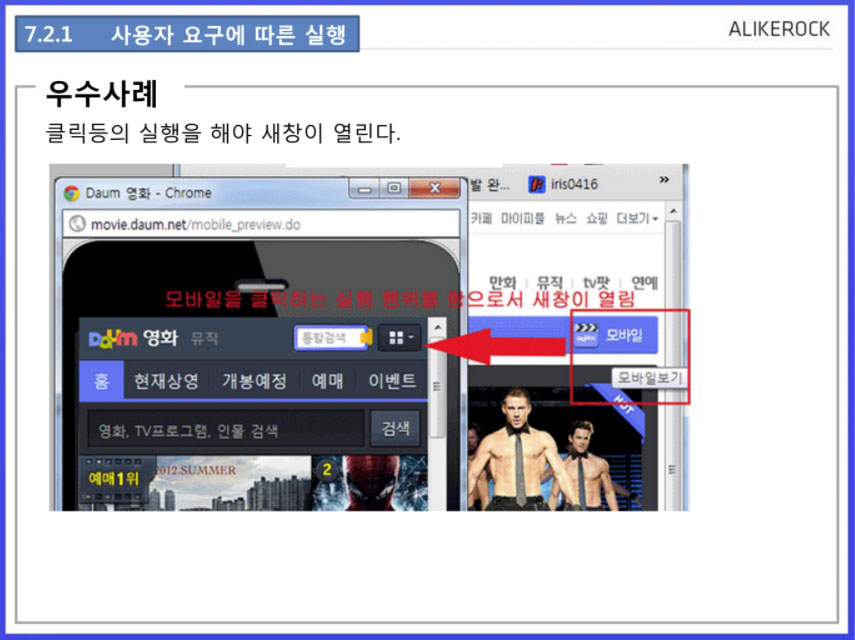 7.2.1 사용자 요구에 따른 실행
ALIKEROCK
우수사례
클릭등의 실행을 해야 새창이 열린다.
Daum 영화 - Chrome
발 완... iris0416 »
movie.daum.net/mobile_preview.do
카페 마이피플 뉴스 쇼핑 더보기
만화 뮤직 tv팟 연예
모바일을 클릭하는 실행 행위를 함으로서 새창이 열림
Daum 영화 뮤직 통합검색
모바일
홈 현재상영 개봉예정 예매 이벤트
모바일보기
HOT
영화, TV프로그램, 인물 검색 검색
예매1위
2012.SUMMER
2